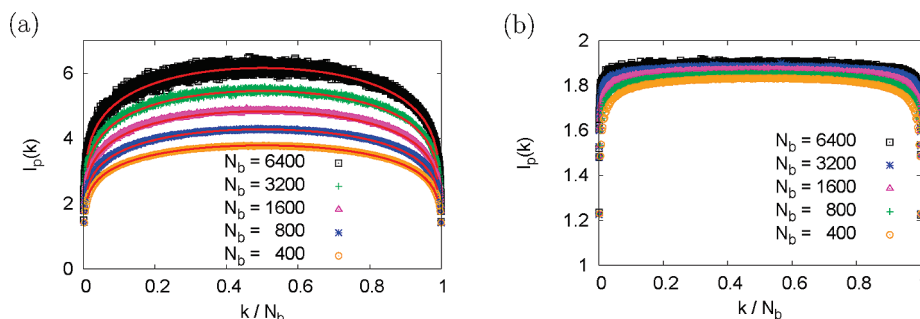 (a)
6
4
2
0
l_p(k)
N_b = 6400
N_b = 3200
N_b = 1600
N_b = 800
N_b = 400
0 0.2 0.4 0.6 0.8 1
k / N_b
(b)
2
1.8
1.6
1.4
1.2
1
l_p(k)
N_b = 6400
N_b = 3200
N_b = 1600
N_b = 800
N_b = 400
0 0.2 0.4 0.6 0.8
k / N_b